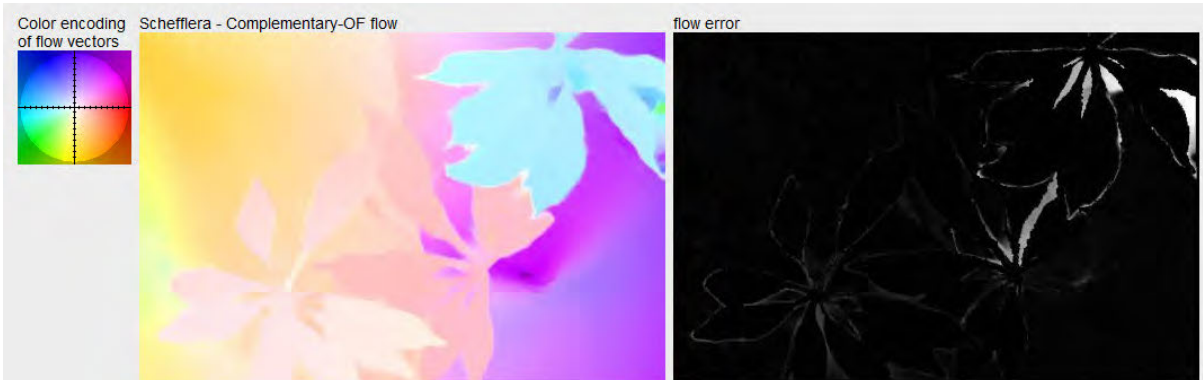 Color encoding
of flow vectors
Schefflera - Complementary-OF flow
flow error